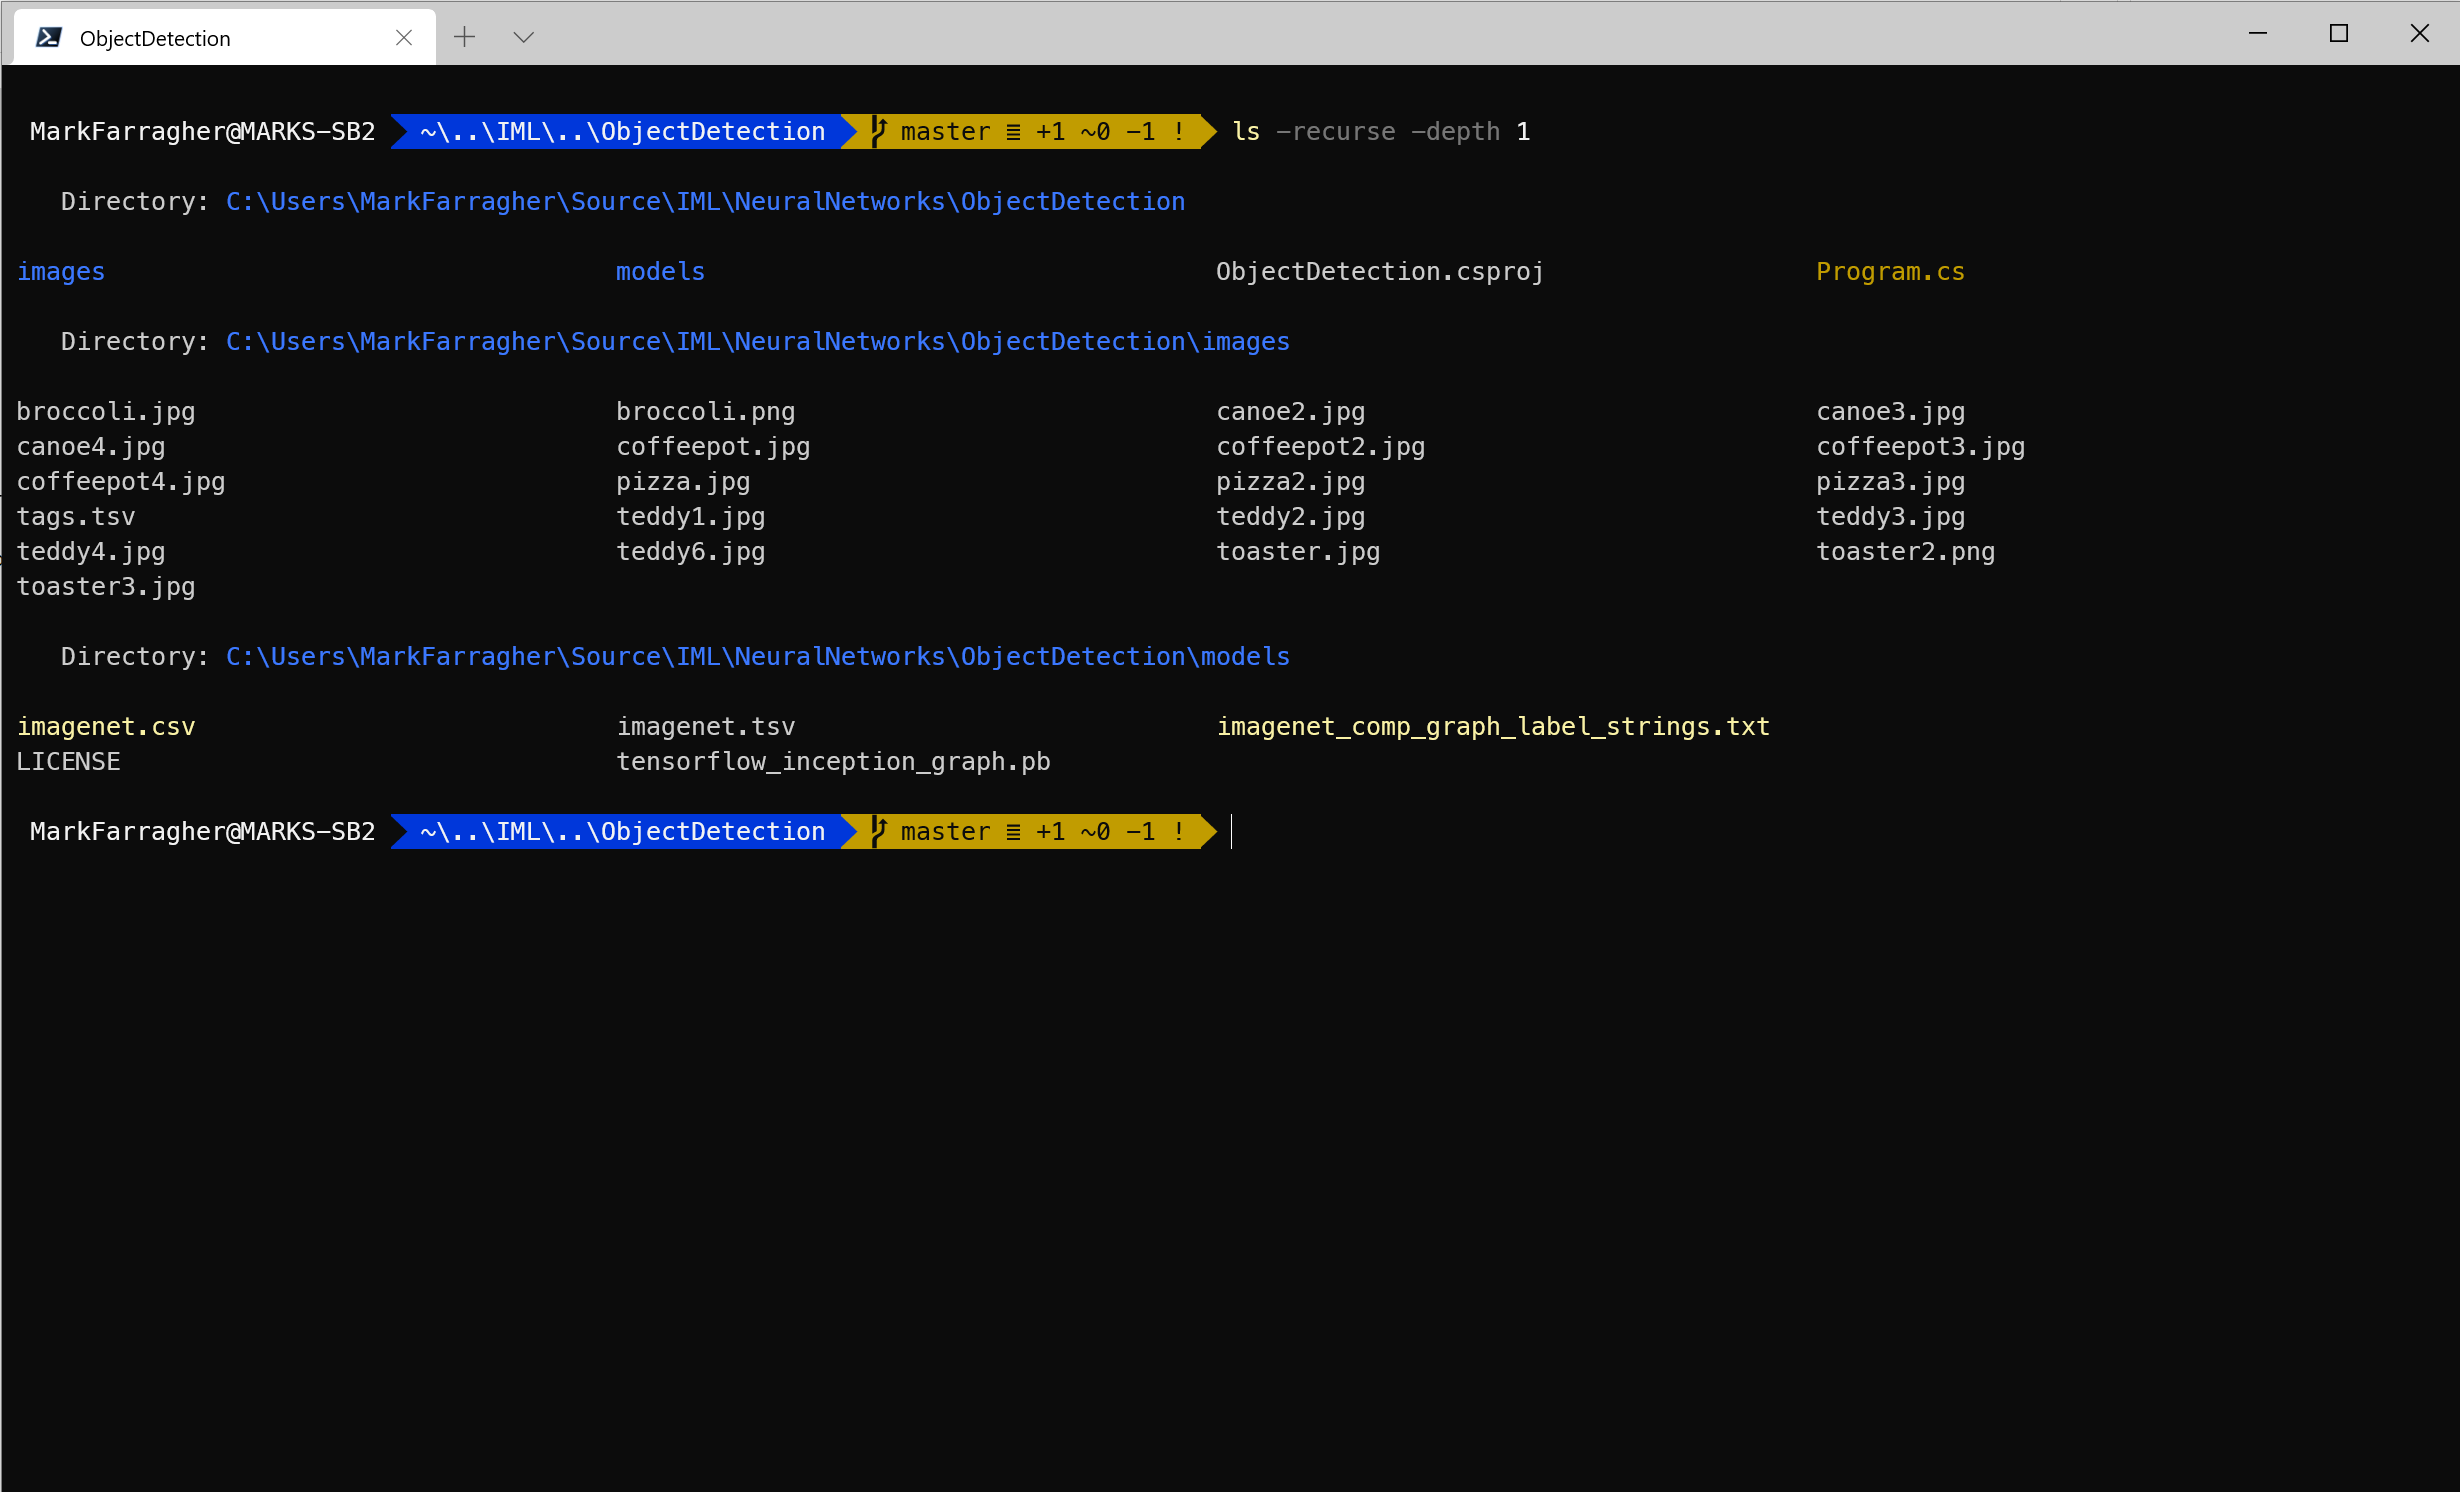 ObjectDetection
MarkFarragher@MARKS-SB2 ~\..\IML\..\ObjectDetection master ≡ +1 ~0 -1 ! ls -recurse -depth 1
Directory: C:\Users\MarkFarragher\Source\IML\NeuralNetworks\ObjectDetection
images models ObjectDetection.csproj Program.cs
Directory: C:\Users\MarkFarragher\Source\IML\NeuralNetworks\ObjectDetection\images
broccoli.jpg broccoli.png canoe2.jpg canoe3.jpg
canoe4.jpg coffeepot.jpg coffeepot2.jpg coffeepot3.jpg
coffeepot4.jpg pizza.jpg pizza2.jpg pizza3.jpg
tags.tsv teddy1.jpg teddy2.jpg teddy3.jpg
teddy4.jpg teddy6.jpg toaster.jpg toaster2.png
toaster3.jpg
Directory: C:\Users\MarkFarragher\Source\IML\NeuralNetworks\ObjectDetection\models
imagenet.csv imagenet.tsv imagenet_comp_graph_label_strings.txt
LICENSE tensorflow_inception_graph.pb
MarkFarragher@MARKS-SB2 ~\..\IML\..\ObjectDetection master ≡ +1 ~0 -1 !